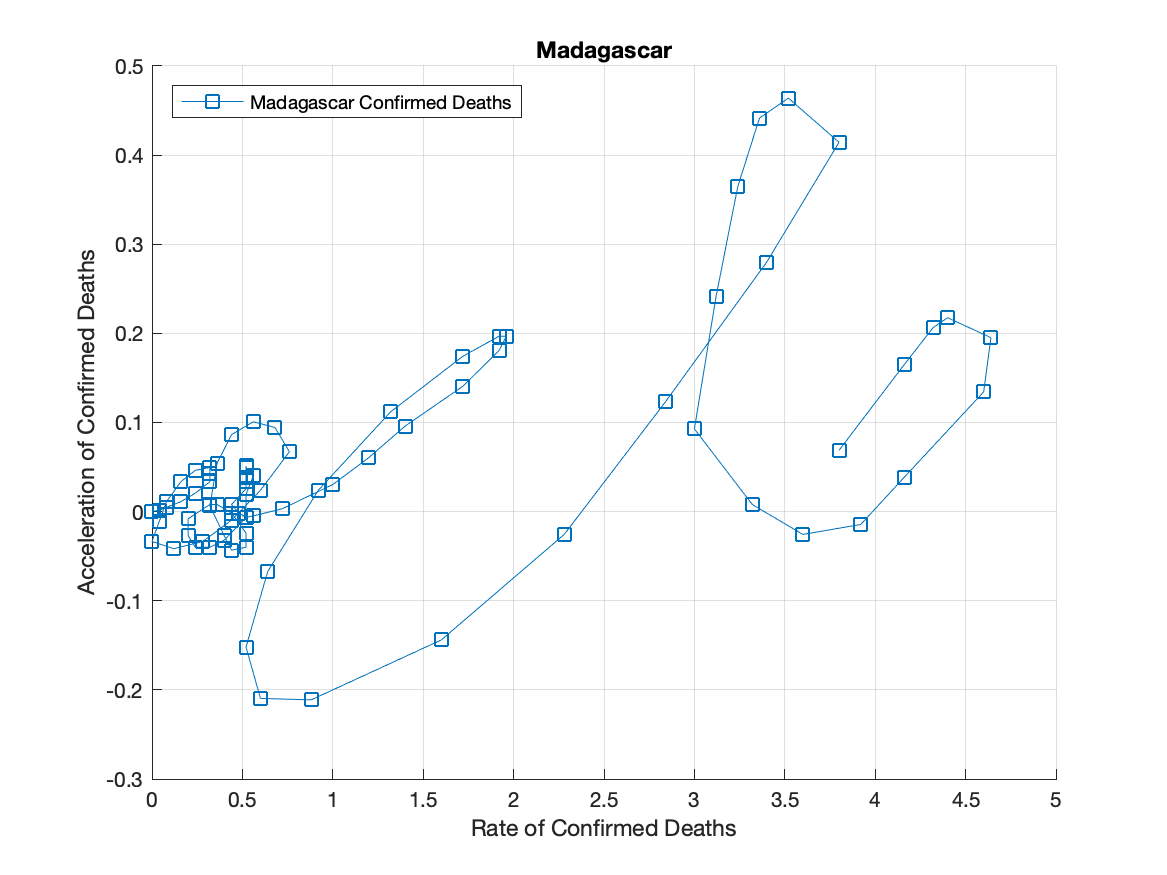 Madagascar
Madagascar Confirmed Deaths
Acceleration of Confirmed Deaths
0.5
0.4
0.3
0.2
0.1
0
-0.1
-0.2
-0.3
0 0.5 1 1.5 2 2.5 3 3.5 4 4.5 5
Rate of Confirmed Deaths